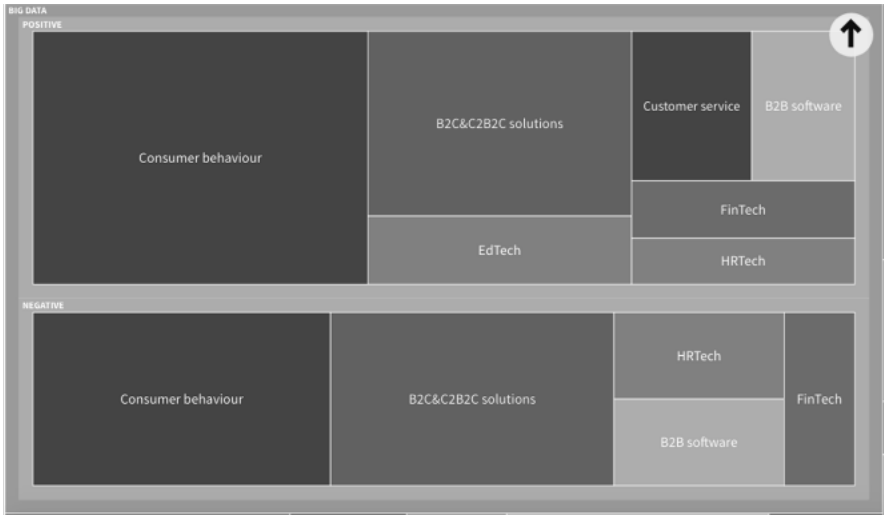 BIG DATA
POSITIVE
Consumer behaviour
B2C&C2B2C solutions
Customer service
B2B software
FinTech
EdTech
HRTech
NEGATIVE
Consumer behaviour
B2C&C2B2C solutions
HRTech
FinTech
B2B software